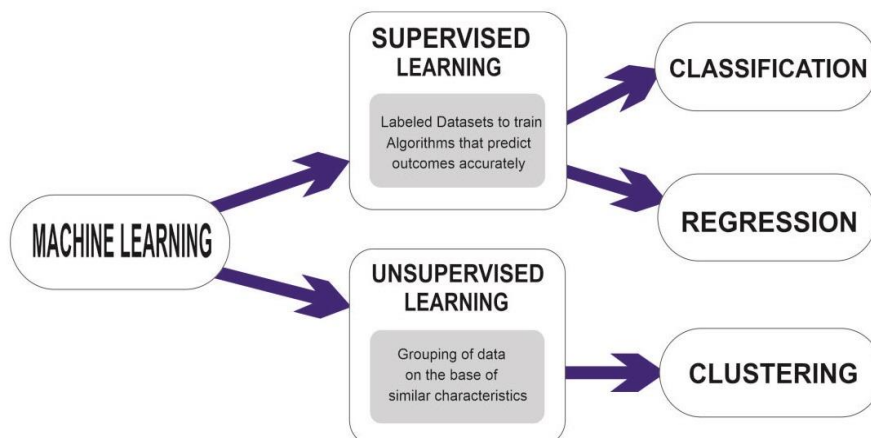 MACHINE LEARNING
SUPERVISED
LEARNING
Labeled Datasets to train
Algorithms that predict
outcomes accurately
CLASSIFICATION
REGRESSION
UNSUPERVISED
LEARNING
Grouping of data
on the base of
similar characteristics
CLUSTERING